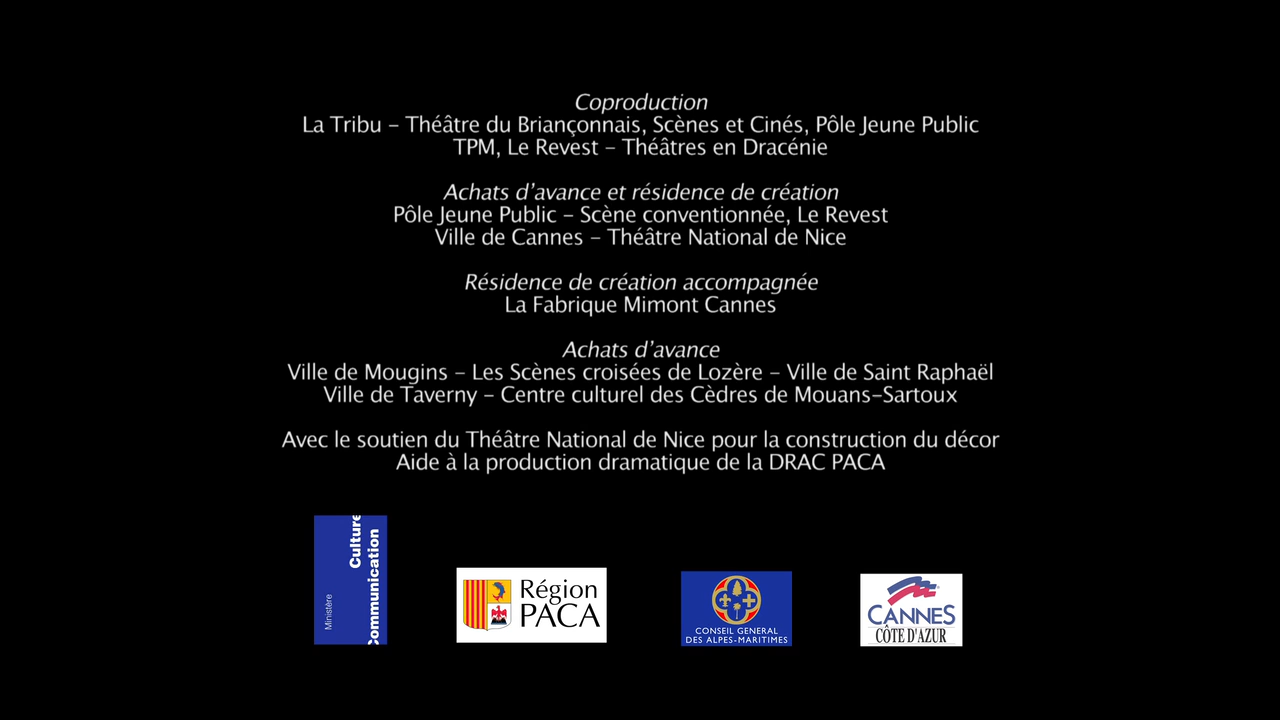 Coproduction
La Tribu – Théâtre du Briançonnais, Scènes et Cinés, Pôle Jeune Public
TPM, Le Revest – Théâtres en Dracénie
Achats d’avance et résidence de création
Pôle Jeune Public – Scène conventionnée, Le Revest
Ville de Cannes – Théâtre National de Nice
Résidence de création accompagnée
La Fabrique Mimont Cannes
Achats d’avance
Ville de Mougins – Les Scènes croisées de Lozère – Ville de Saint Raphaël
Ville de Taverny – Centre culturel des Cèdres de Mouans-Sartoux
Avec le soutien du Théâtre National de Nice pour la construction du décor
Aide à la production dramatique de la DRAC PACA
Ministère
Culture
Communication
Région
PACA
CONSEIL GENERAL
DES ALPES-MARITIMES
CANNES
CÔTE D'AZUR